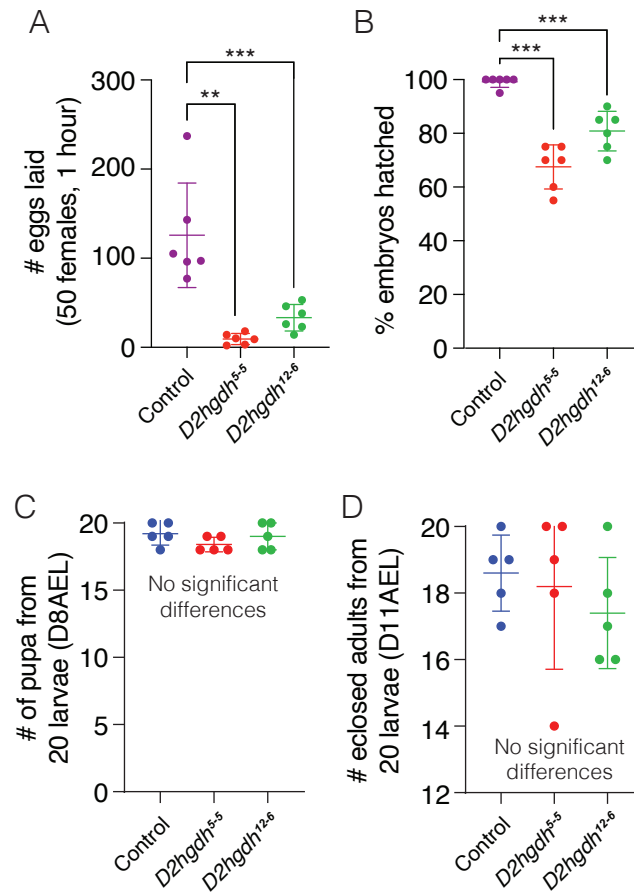 A
B
***
**
***
***
# eggs laid
(50 females, 1 hour)
300
200
100
0
Control
D2hgdh⁵⁻⁵
D2hgdh¹²⁻⁶
% embryos hatched
100
80
60
40
20
0
Control
D2hgdh⁵⁻⁵
D2hgdh¹²⁻⁶
C
D
# of pupa from
20 larvae (D8AEL)
20
15
10
5
0
No significant
differences
Control
D2hgdh⁵⁻⁵
D2hgdh¹²⁻⁶
# eclosed adults from
20 larvae (D11AEL)
20
18
16
14
12
No significant
differences
Control
D2hgdh⁵⁻⁵
D2hgdh¹²⁻⁶